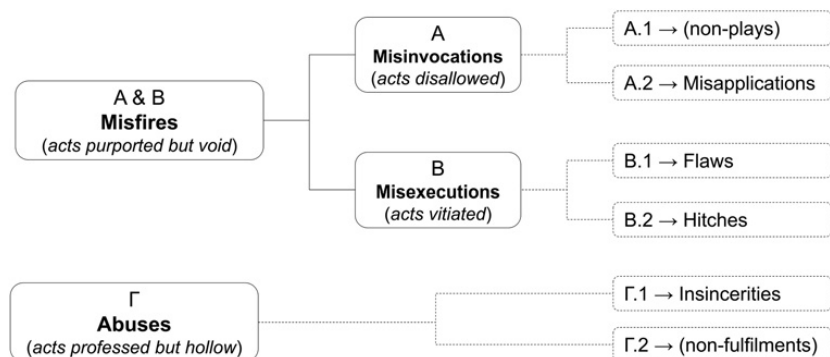 A & B
Misfires
(acts purported but void)
A
Misinvocations
(acts disallowed)
A.1 → (non-plays)
A.2 → Misapplications
B
Misexecutions
(acts vitiated)
B.1 → Flaws
B.2 → Hitches
Γ
Abuses
(acts professed but hollow)
Γ.1 → Insincerities
Γ.2 → (non-fulfilments)